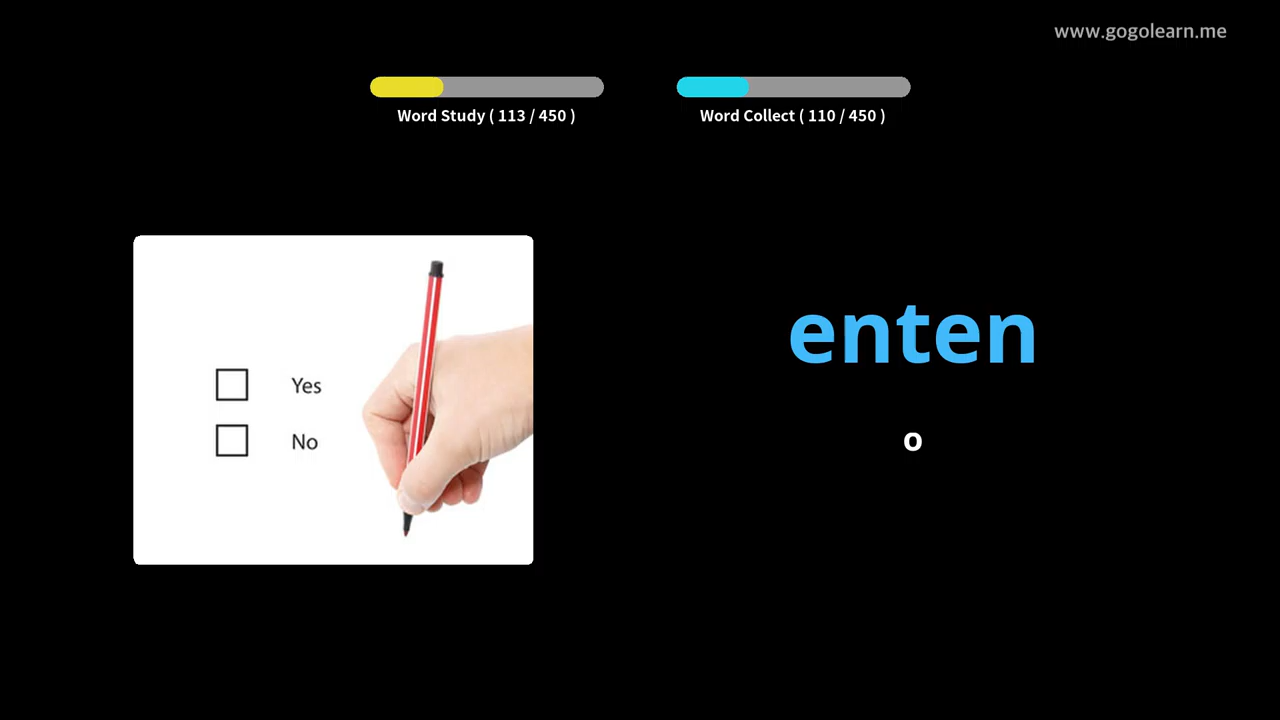 www.gogolearn.me
Word Study ( 113 / 450 )
Word Collect ( 110 / 450 )
enten
o
Yes
No